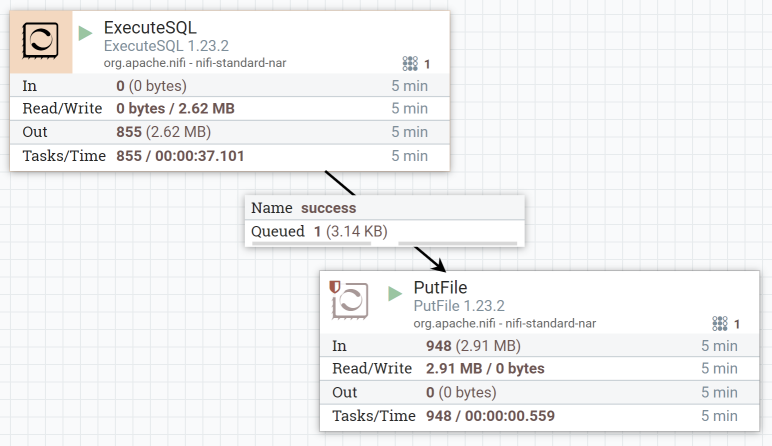 ExecuteSQL
ExecuteSQL 1.23.2
org.apache.nifi - nifi-standard-nar
1
In 0 (0 bytes) 5 min
Read/Write 0 bytes / 2.62 MB 5 min
Out 855 (2.62 MB) 5 min
Tasks/Time 855 / 00:00:37.101 5 min
Name success
Queued 1 (3.14 KB)
PutFile
PutFile 1.23.2
org.apache.nifi - nifi-standard-nar
1
In 948 (2.91 MB) 5 min
Read/Write 2.91 MB / 0 bytes 5 min
Out 0 (0 bytes) 5 min
Tasks/Time 948 / 00:00:00.559 5 min